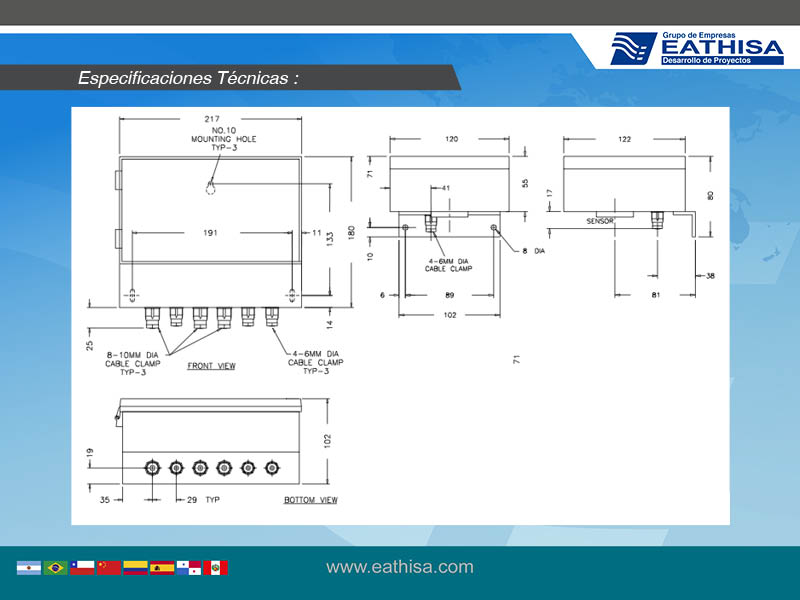 Grupo de Empresas
EATHISA
Desarrollo de Proyectos
Especificaciones Técnicas :
217
NO.10
MOUNTING HOLE
TYP-3
191
11
133
180
14
25
8-10MM DIA
CABLE CLAMP
TYP-3
FRONT VIEW
4-6MM DIA
CABLE CLAMP
TYP-3
120
71
41
55
10
4-6MM DIA
CABLE CLAMP
8 DIA
6
89
102
122
17
SENSOR
80
38
81
71
19
35
29 TYP
102
BOTTOM VIEW
www.eathisa.com